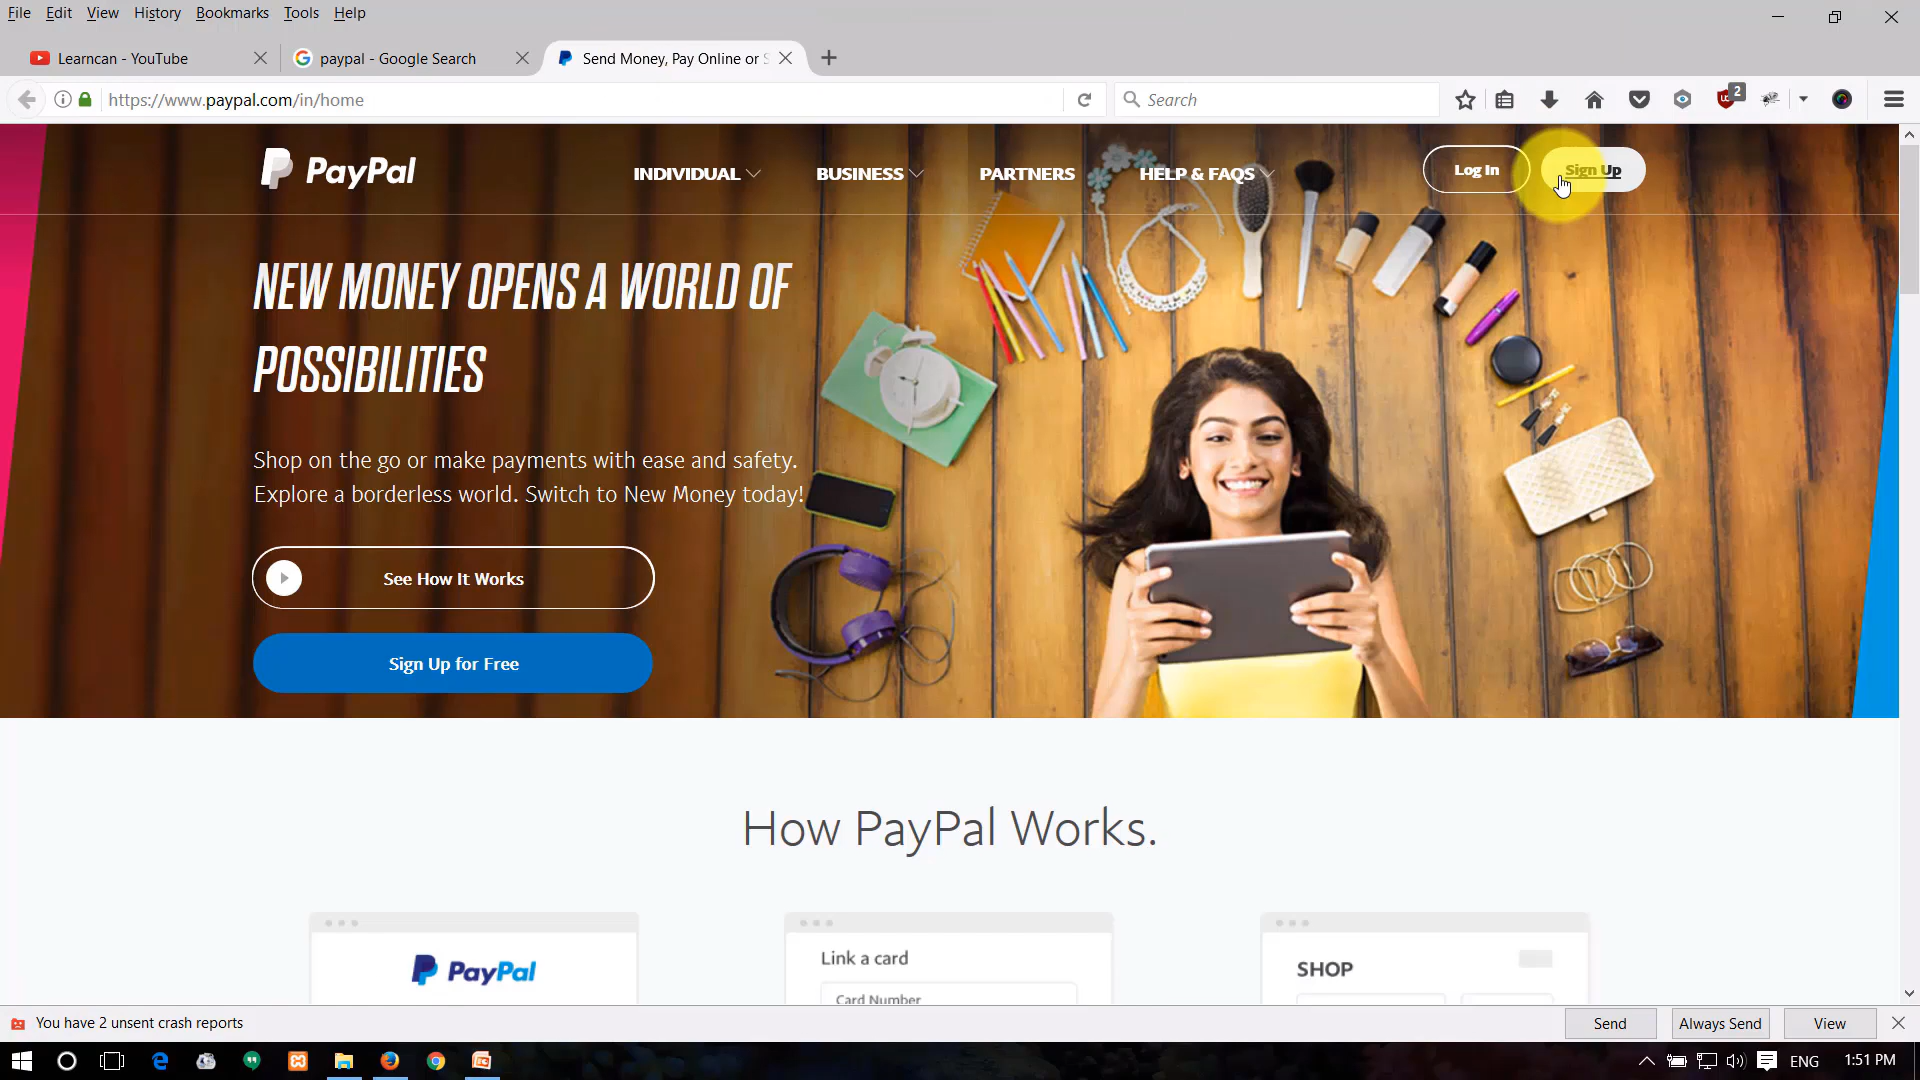 File Edit View History Bookmarks Tools Help
Learncan - YouTube
paypal - Google Search
Send Money, Pay Online or S
https://www.paypal.com/in/home
Search
2
PayPal
INDIVIDUAL
BUSINESS
PARTNERS
HELP & FAQS
Log In
Sign Up
NEW MONEY OPENS A WORLD OF
POSSIBILITIES
Shop on the go or make payments with ease and safety.
Explore a borderless world. Switch to New Money today!
See How It Works
Sign Up for Free
How PayPal Works.
PayPal
Link a card
Card Number
SHOP
You have 2 unsent crash reports
Send
Always Send
View
ENG
1:51 PM